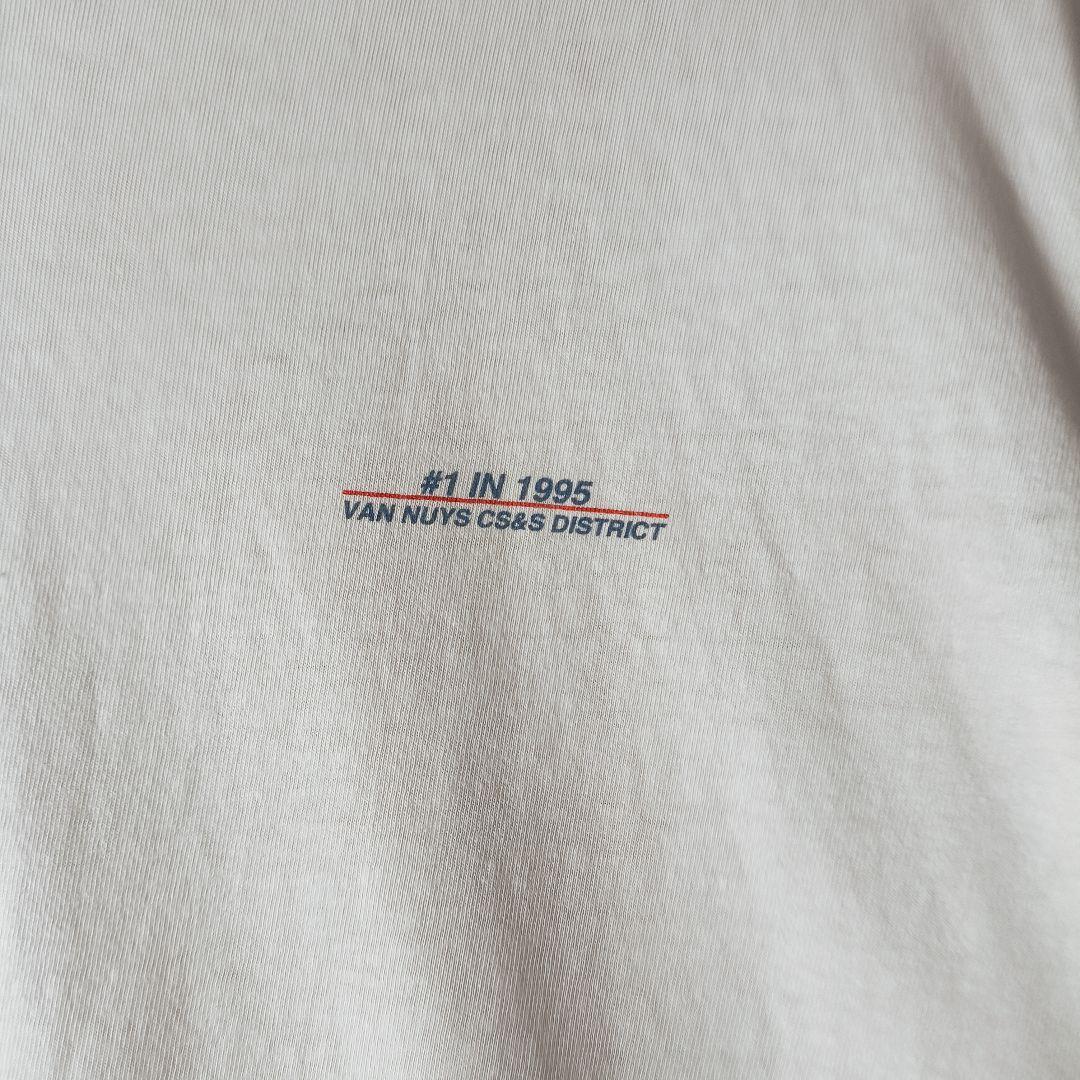 #1 IN 1995
VAN NUYS CS&S DISTRICT